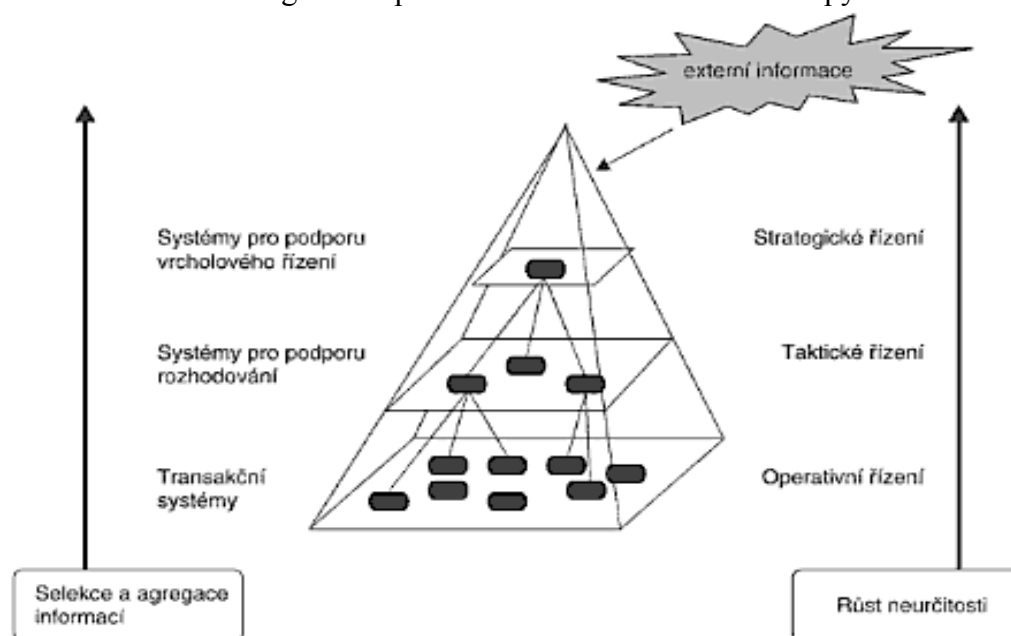 externí informace
Systémy pro podporu
vrcholového řízení
Strategické řízení
Systémy pro podporu
rozhodování
Taktické řízení
Transakční
systémy
Operativní řízení
Selekce a agregace
informací
Růst neurčitosti